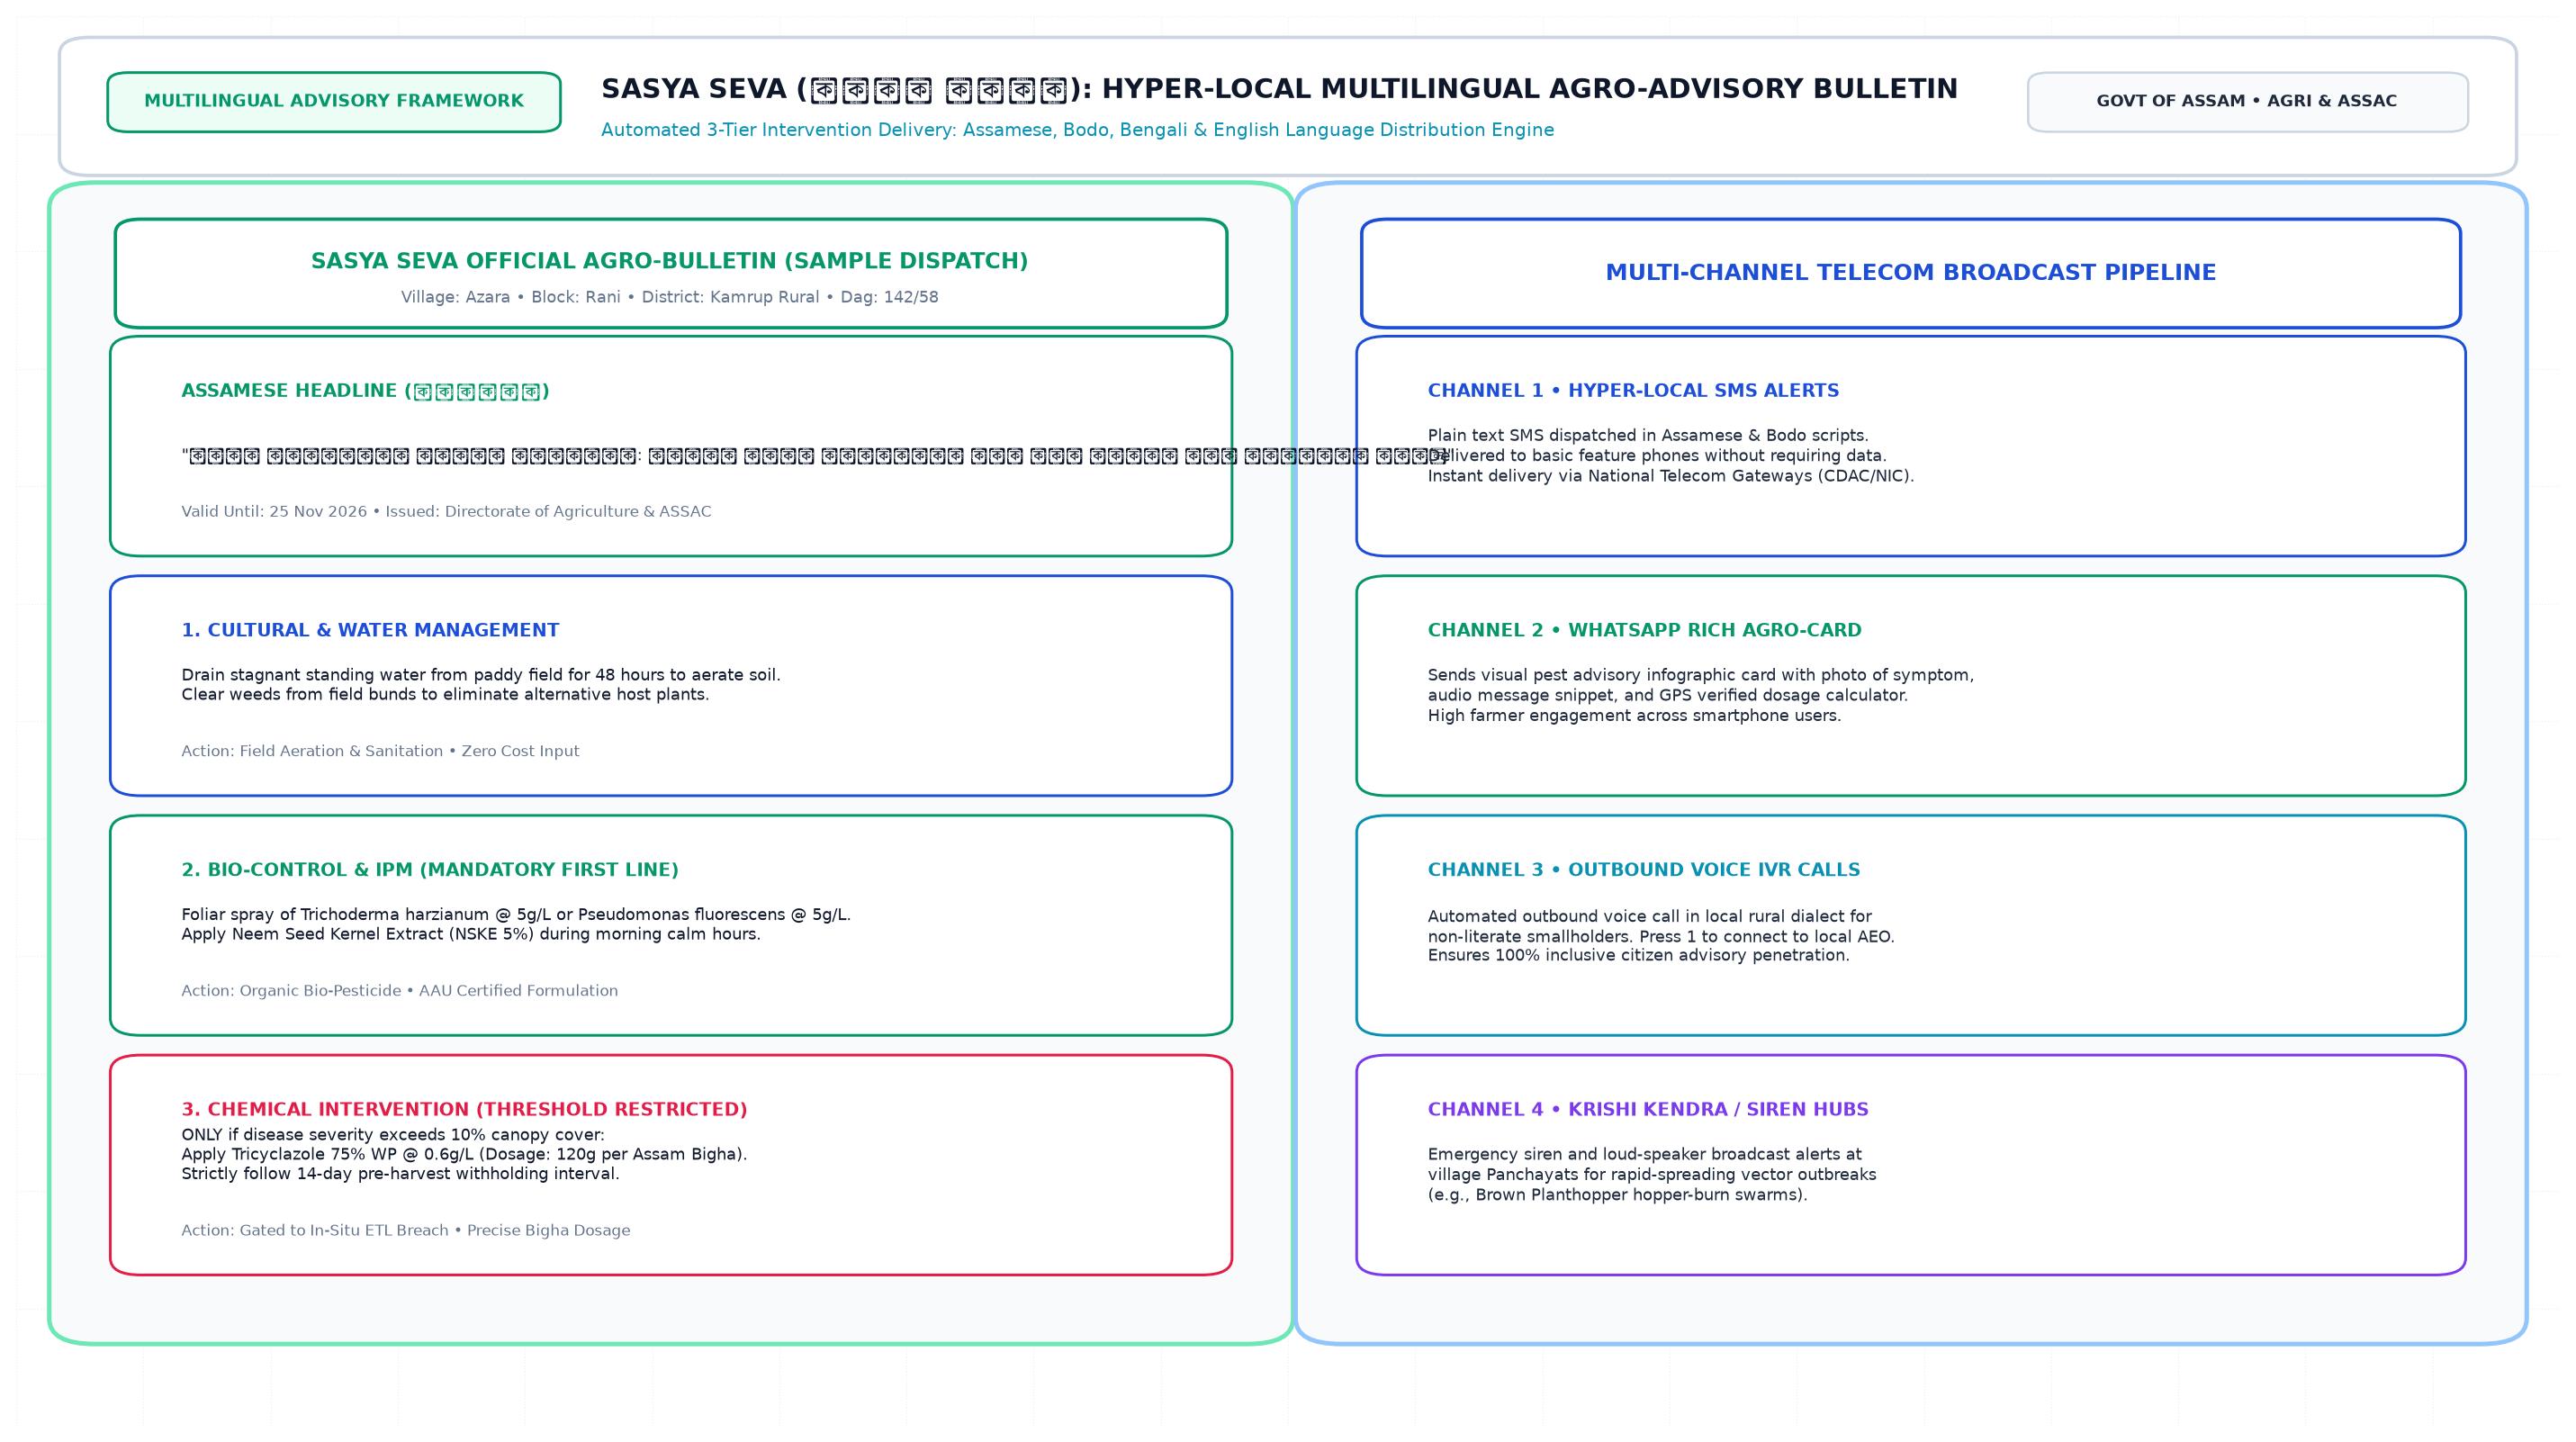 MULTILINGUAL ADVISORY FRAMEWORK
SASYA SEVA ( ): HYPER-LOCAL MULTILINGUAL AGRO-ADVISORY BULLETIN
Automated 3-Tier Intervention Delivery: Assamese, Bodo, Bengali & English Language Distribution Engine
GOVT OF ASSAM • AGRI & ASSAC
SASYA SEVA OFFICIAL AGRO-BULLETIN (SAMPLE DISPATCH)
Village: Azara • Block: Rani • District: Kamrup Rural • Dag: 142/58
ASSAMESE HEADLINE ( )
Valid Until: 25 Nov 2026 • Issued: Directorate of Agriculture & ASSAC
1. CULTURAL & WATER MANAGEMENT
Drain stagnant standing water from paddy field for 48 hours to aerate soil.
Clear weeds from field bunds to eliminate alternative host plants.
Action: Field Aeration & Sanitation • Zero Cost Input
2. BIO-CONTROL & IPM (MANDATORY FIRST LINE)
Foliar spray of Trichoderma harzianum @ 5g/L or Pseudomonas fluorescens @ 5g/L.
Apply Neem Seed Kernel Extract (NSKE 5%) during morning calm hours.
Action: Organic Bio-Pesticide • AAU Certified Formulation
3. CHEMICAL INTERVENTION (THRESHOLD RESTRICTED)
ONLY if disease severity exceeds 10% canopy cover:
Apply Tricyclazole 75% WP @ 0.6g/L (Dosage: 120g per Assam Bigha).
Strictly follow 14-day pre-harvest withholding interval.
Action: Gated to In-Situ ETL Breach • Precise Bigha Dosage
MULTI-CHANNEL TELECOM BROADCAST PIPELINE
CHANNEL 1 • HYPER-LOCAL SMS ALERTS
Plain text SMS dispatched in Assamese & Bodo scripts.
Delivered to basic feature phones without requiring data.
Instant delivery via National Telecom Gateways (CDAC/NIC).
CHANNEL 2 • WHATSAPP RICH AGRO-CARD
Sends visual pest advisory infographic card with photo of symptom,
audio message snippet, and GPS verified dosage calculator.
High farmer engagement across smartphone users.
CHANNEL 3 • OUTBOUND VOICE IVR CALLS
Automated outbound voice call in local rural dialect for
non-literate smallholders. Press 1 to connect to local AEO.
Ensures 100% inclusive citizen advisory penetration.
CHANNEL 4 • KRISHI KENDRA / SIREN HUBS
Emergency siren and loud-speaker broadcast alerts at
village Panchayats for rapid-spreading vector outbreaks
(e.g., Brown Planthopper hopper-burn swarms).